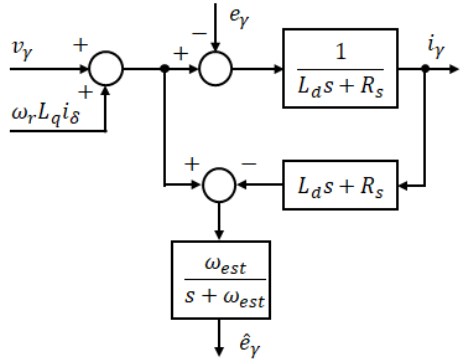 − e_γ
v_γ + + 1 / (L_d s + R_s) i_γ
+
ω_r L_q i_δ
+ − L_d s + R_s
ω_est / (s + ω_est)
ê_γ